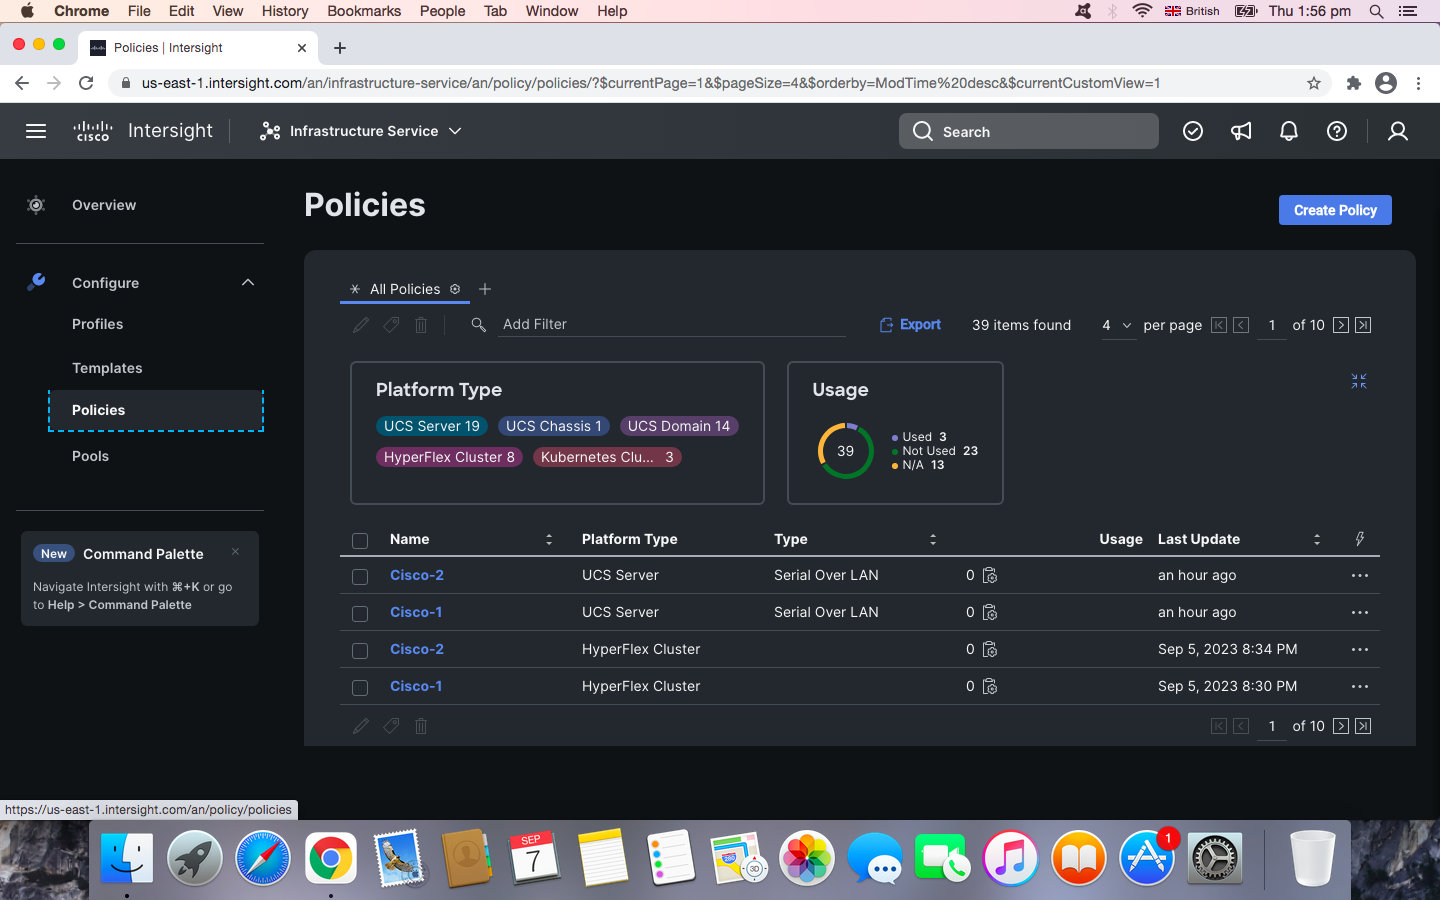 Chrome File Edit View History Bookmarks People Tab Window Help British Thu 1:56 pm
Policies | Intersight
us-east-1.intersight.com/an/infrastructure-service/an/policy/policies/?$currentPage=1&$pageSize=4&$orderby=ModTime%20desc&$currentCustomView=1
cisco Intersight Infrastructure Service Search
Overview
Configure
Profiles
Templates
Policies
Pools
New Command Palette
Navigate Intersight with ⌘+K or go
to Help > Command Palette
Policies
Create Policy
All Policies
Add Filter Export 39 items found 4 per page 1 of 10
Platform Type
UCS Server 19 UCS Chassis 1 UCS Domain 14
HyperFlex Cluster 8 Kubernetes Clu... 3
Usage
39
Used 3
Not Used 23
N/A 13
Name Platform Type Type Usage Last Update
Cisco-2 UCS Server Serial Over LAN 0 an hour ago
Cisco-1 UCS Server Serial Over LAN 0 an hour ago
Cisco-2 HyperFlex Cluster 0 Sep 5, 2023 8:34 PM
Cisco-1 HyperFlex Cluster 0 Sep 5, 2023 8:30 PM
1 of 10
https://us-east-1.intersight.com/an/policy/policies
SEP
7
280
3D
1